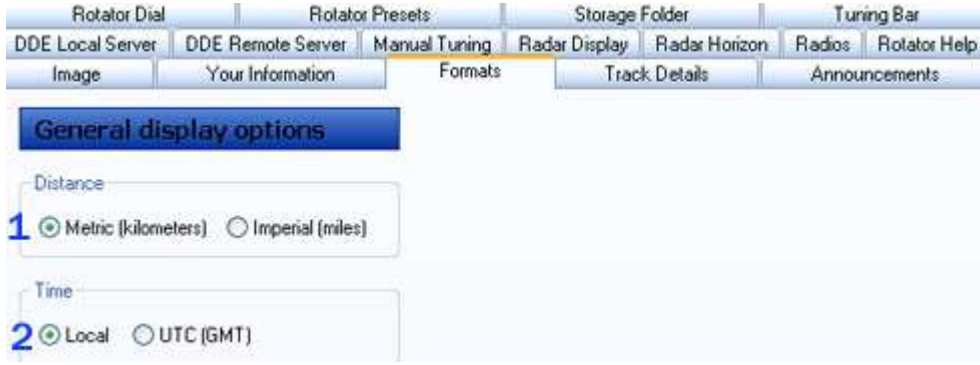 Rotator Dial Rotator Presets Storage Folder Tuning Bar
DDE Local Server DDE Remote Server Manual Tuning Radar Display Radar Horizon Radios Rotator Help
Image Your Information Formats Track Details Announcements
General display options
Distance
1 Metric (kilometers) Imperial (miles)
Time
2 Local UTC (GMT)